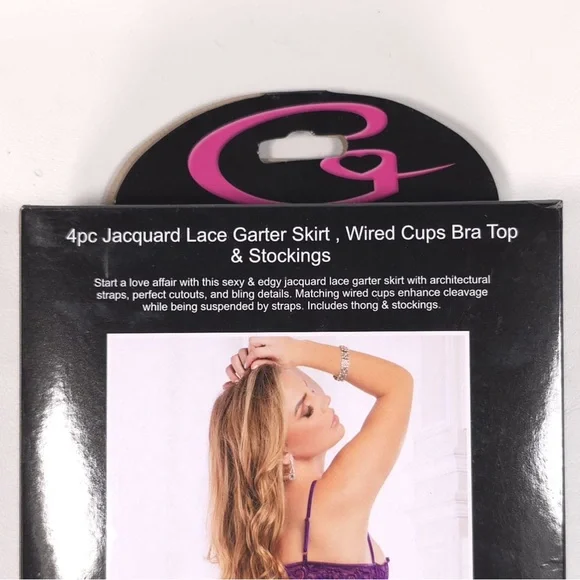 4pc Jacquard Lace Garter Skirt , Wired Cups Bra Top
& Stockings
Start a love affair with this sexy & edgy jacquard lace garter skirt with architectural
straps, perfect cutouts, and bling details. Matching wired cups enhance cleavage
while being suspended by straps. Includes thong & stockings.